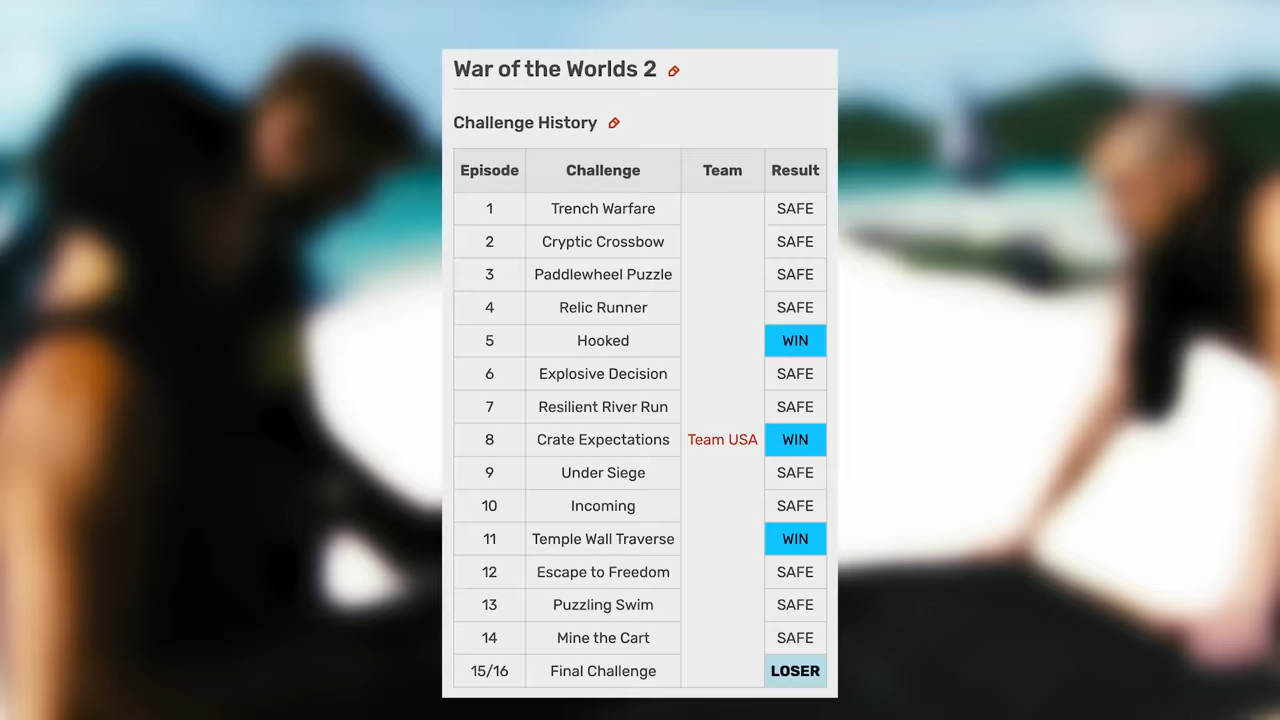 War of the Worlds 2
Challenge History
Episode Challenge Team Result
1 Trench Warfare SAFE
2 Cryptic Crossbow SAFE
3 Paddlewheel Puzzle SAFE
4 Relic Runner SAFE
5 Hooked WIN
6 Explosive Decision SAFE
7 Resilient River Run SAFE
8 Crate Expectations Team USA WIN
9 Under Siege SAFE
10 Incoming SAFE
11 Temple Wall Traverse WIN
12 Escape to Freedom SAFE
13 Puzzling Swim SAFE
14 Mine the Cart SAFE
15/16 Final Challenge LOSER